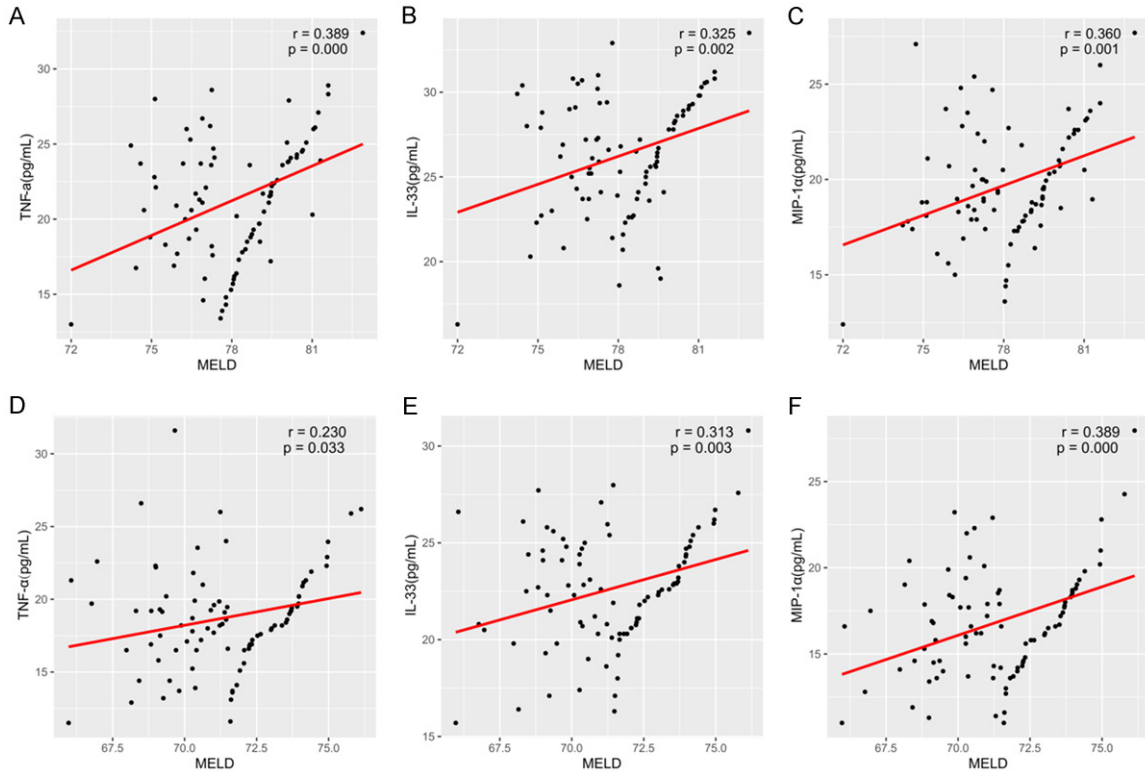 A
r = 0.389
p = 0.000
TNF-a(pg/mL)
30
25
20
15
72
75
78
81
MELD
B
r = 0.325
p = 0.002
IL-33(pg/mL)
30
25
20
15
72
75
78
81
MELD
C
r = 0.360
p = 0.001
MIP-1α(pg/mL)
25
20
15
72
75
78
81
MELD
D
r = 0.230
p = 0.033
TNF-α(pg/mL)
30
25
20
15
67.5
70.0
72.5
75.0
MELD
E
r = 0.313
p = 0.003
IL-33(pg/mL)
30
25
20
15
67.5
70.0
72.5
75.0
MELD
F
r = 0.389
p = 0.000
MIP-1α(pg/mL)
25
20
15
67.5
70.0
72.5
75.0
MELD